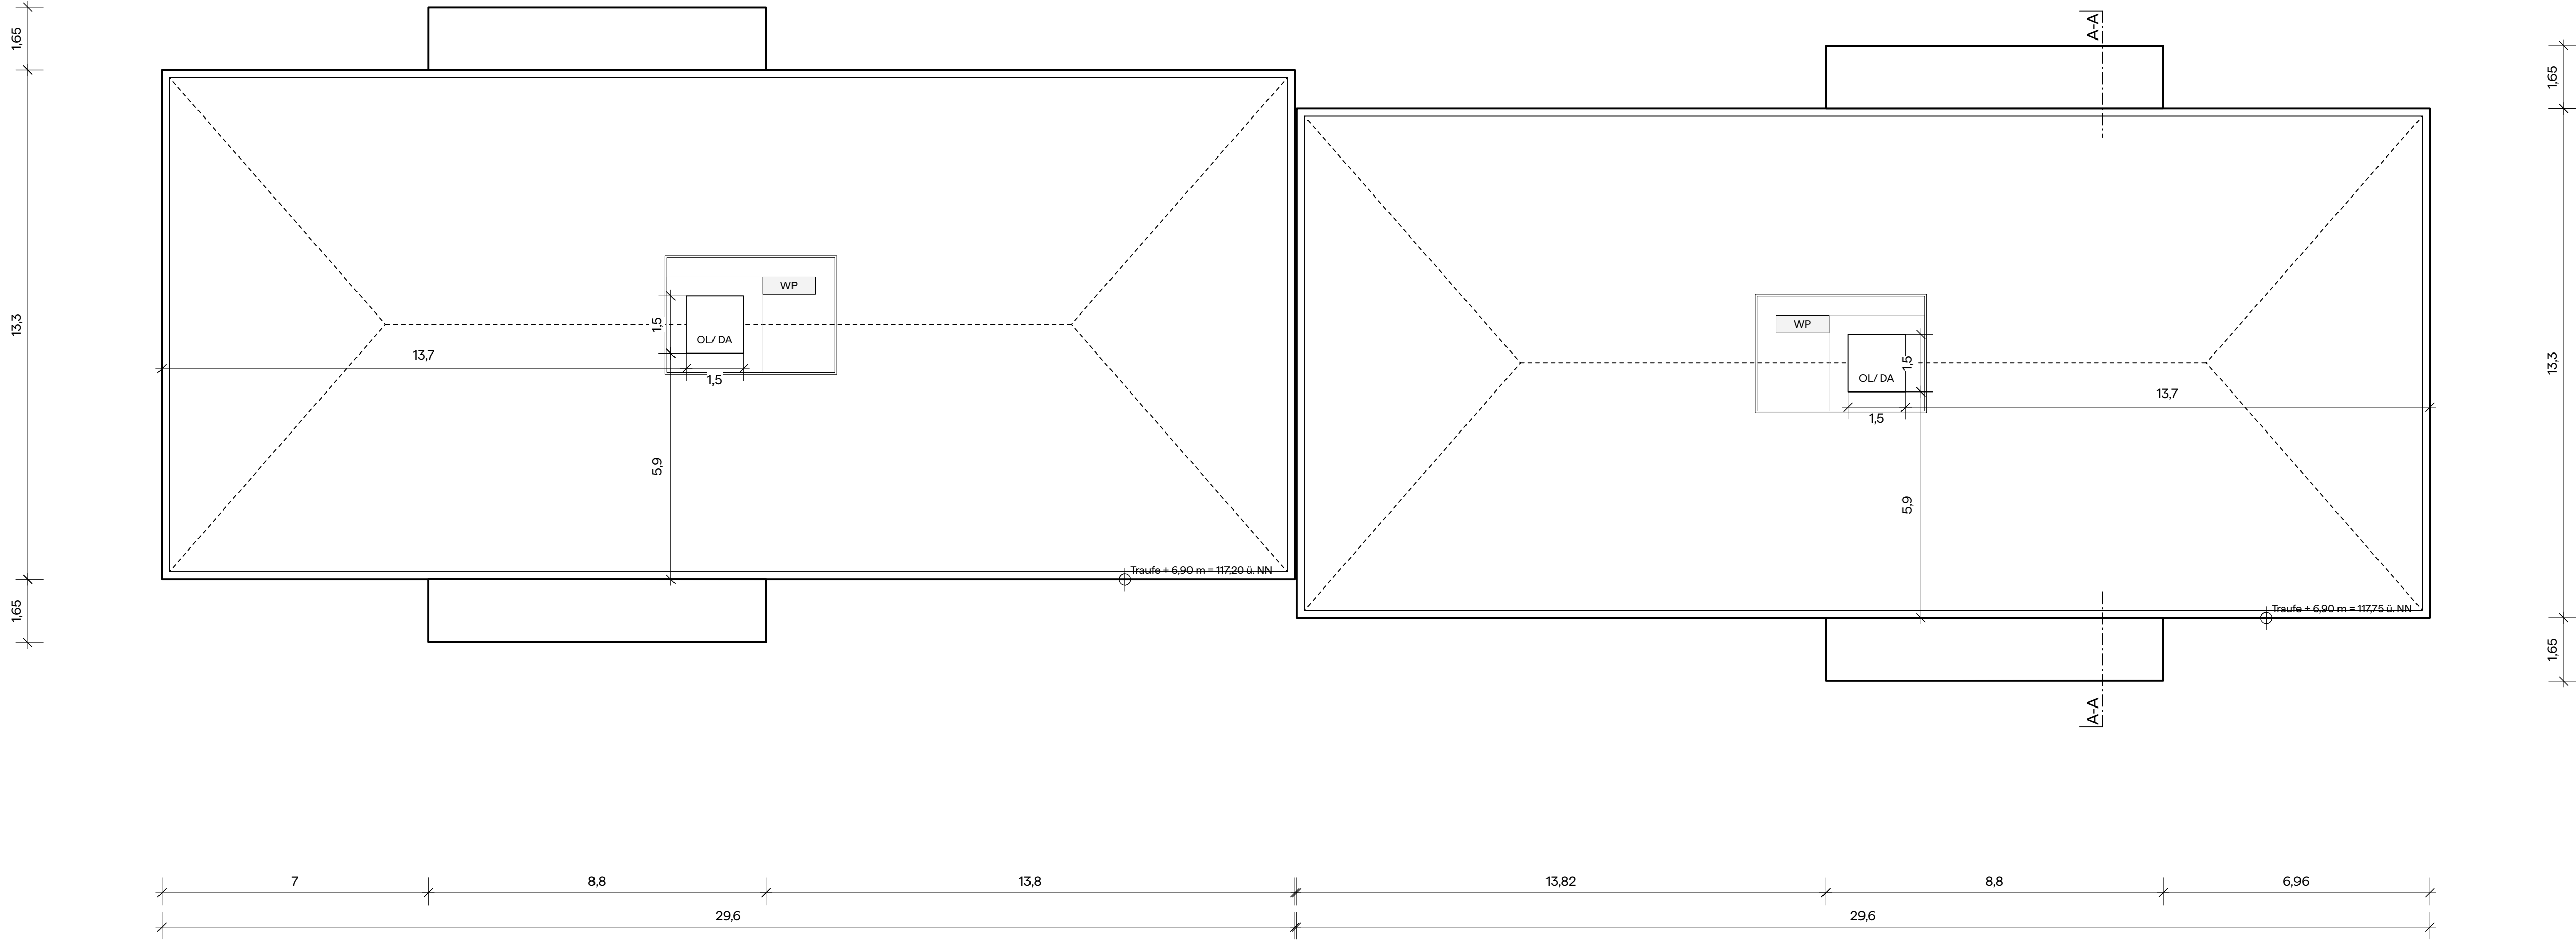 1,65
A-A
1,65
WP
13,3
1,5
OL/ DA
WP
13,3
1,5
OL/ DA
13,7
1,5
13,7
1,5
5,9
5,9
Traufe + 6,90 m = 117,20 ü. NN
1,65
Traufe + 6,90 m = 117,75 ü. NN
1,65
A-A
7
8,8
13,8
13,82
8,8
6,96
29,6
29,6